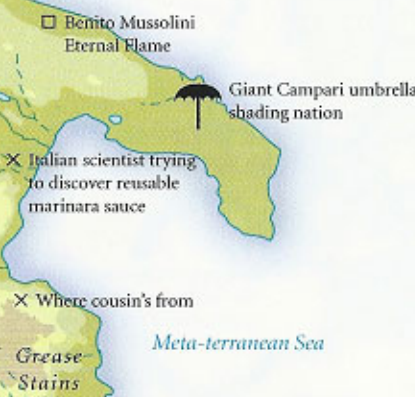 Benito Mussolini
Eternal Flame
Giant Campari umbrella
shading nation
Italian scientist trying
to discover reusable
marinara sauce
Where cousin's from
Meta-terranean Sea
Grease
Stains